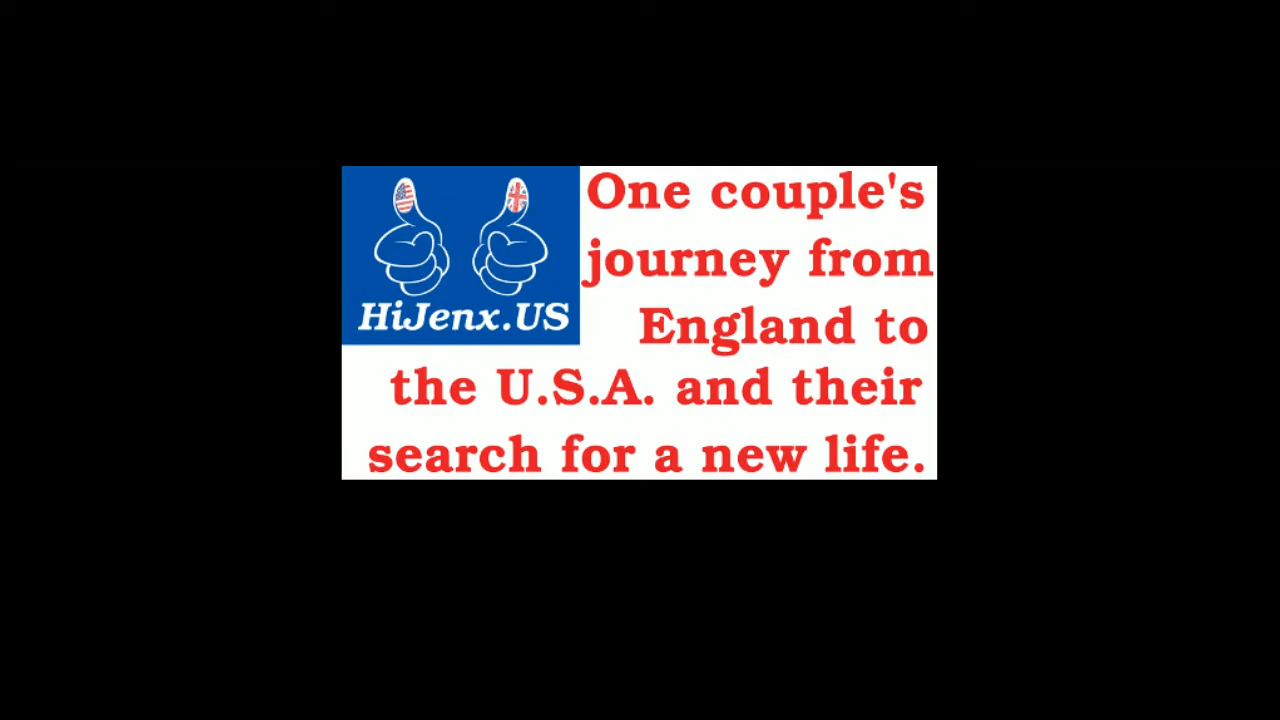 One couple's
journey from
HiJenx.US
England to
the U.S.A. and their
search for a new life.